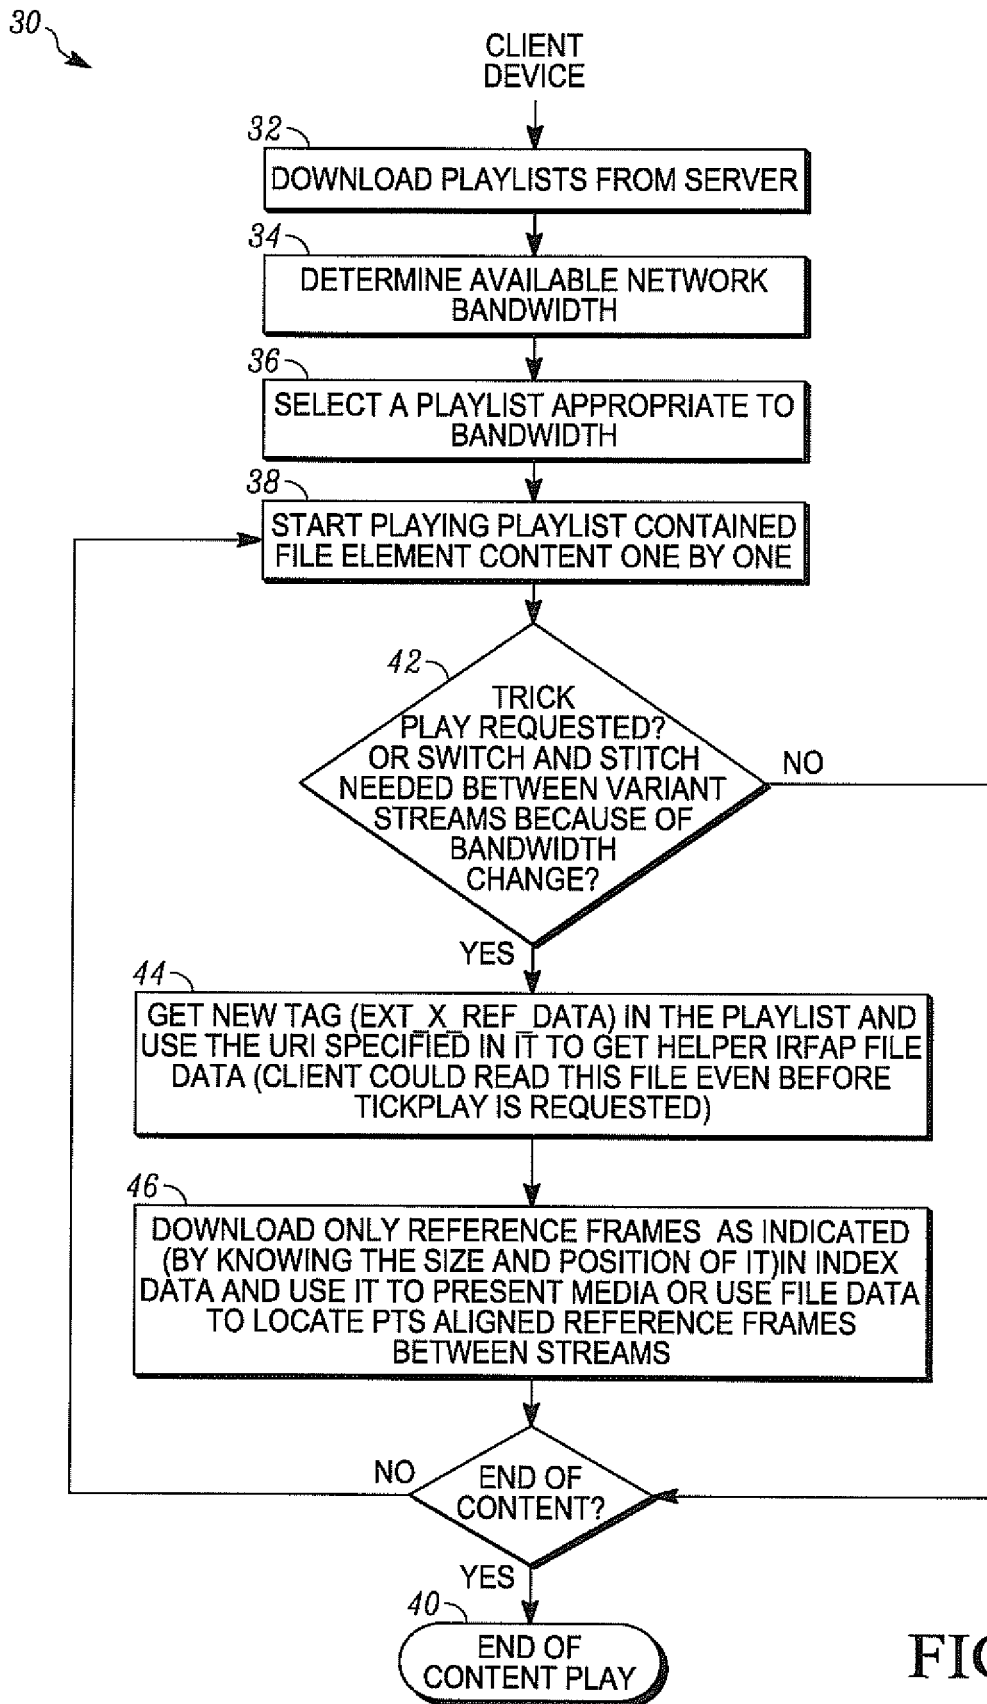 30
CLIENT
DEVICE
32
DOWNLOAD PLAYLISTS FROM SERVER
34
DETERMINE AVAILABLE NETWORK
BANDWIDTH
36
SELECT A PLAYLIST APPROPRIATE TO
BANDWIDTH
38
START PLAYING PLAYLIST CONTAINED
FILE ELEMENT CONTENT ONE BY ONE
42
TRICK
PLAY REQUESTED?
OR SWITCH AND STITCH
NEEDED BETWEEN VARIANT
STREAMS BECAUSE OF
BANDWIDTH
CHANGE?
NO
YES
44
GET NEW TAG (EXT_X_REF_DATA) IN THE PLAYLIST AND
USE THE URI SPECIFIED IN IT TO GET HELPER IRFAP FILE
DATA (CLIENT COULD READ THIS FILE EVEN BEFORE
TICKPLAY IS REQUESTED)
46
DOWNLOAD ONLY REFERENCE FRAMES AS INDICATED
(BY KNOWING THE SIZE AND POSITION OF IT)IN INDEX
DATA AND USE IT TO PRESENT MEDIA OR USE FILE DATA
TO LOCATE PTS ALIGNED REFERENCE FRAMES
BETWEEN STREAMS
NO
END OF
CONTENT?
YES
40
END OF
CONTENT PLAY